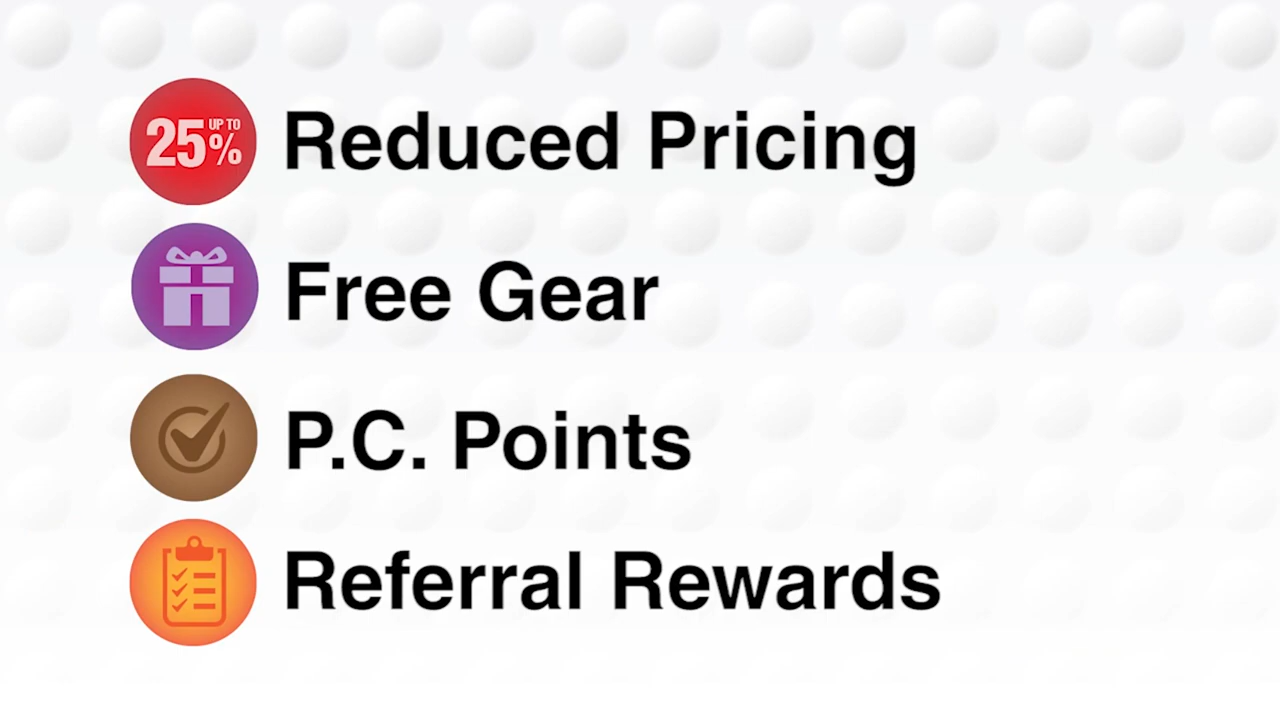 UP TO
25%
Reduced Pricing
Free Gear
P.C. Points
Referral Rewards